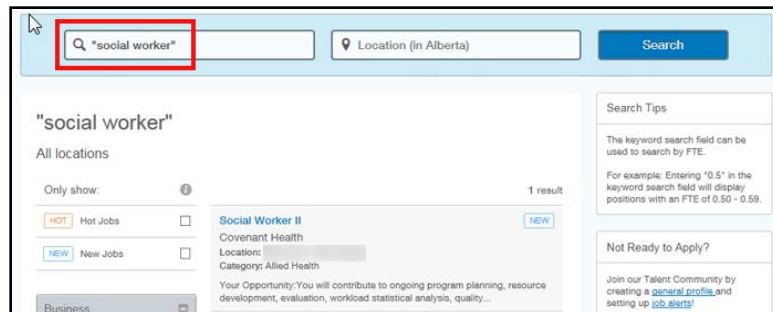 "social worker"
Location (in Alberta)
Search
"social worker"
All locations
Only show:
1 result
HOT Hot Jobs
NEW New Jobs
Business
Social Worker II
NEW
Covenant Health
Location:
Category: Allied Health
Your Opportunity:You will contribute to ongoing program planning, resource
development, evaluation, workload statistical analysis, quality...
Search Tips
The keyword search field can be
used to search by FTE.
For example: Entering "0.5" in the
keyword search field will display
positions with an FTE of 0.50 - 0.59.
Not Ready to Apply?
Join our Talent Community by
creating a general profile and
setting up job alerts!